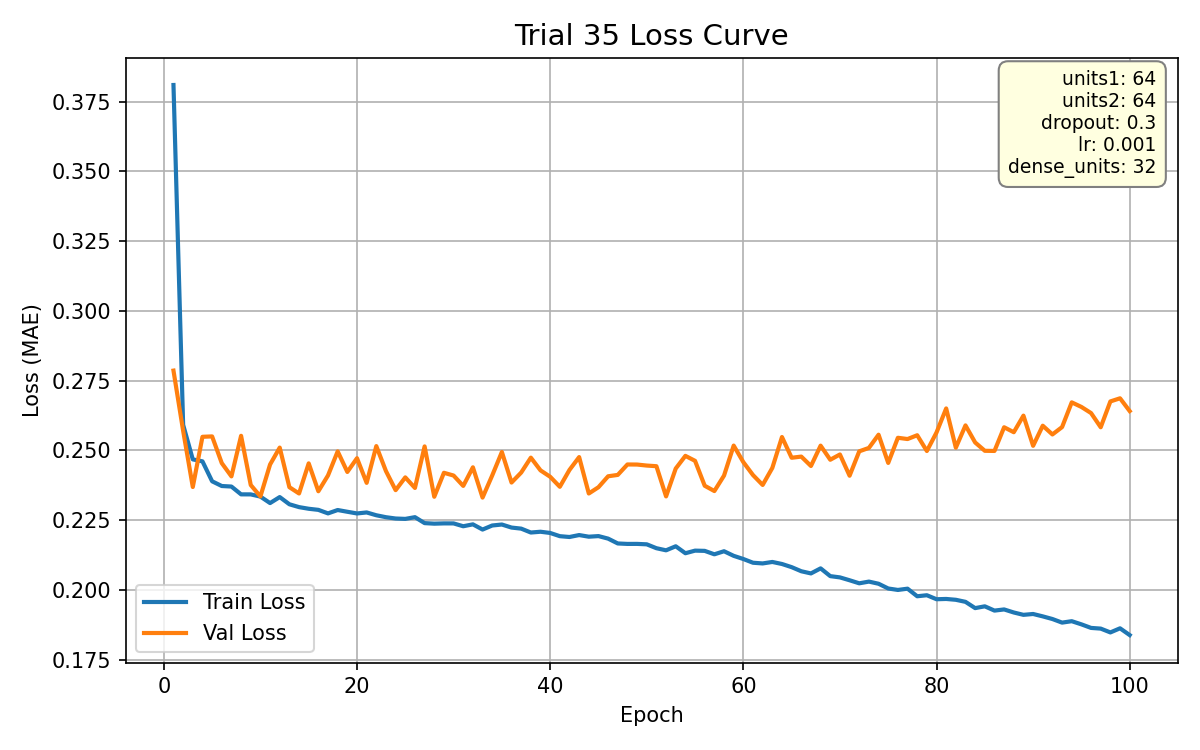 Trial 35 Loss Curve
units1: 64
units2: 64
dropout: 0.3
lr: 0.001
dense_units: 32
0.375
0.350
0.325
0.300
0.275
0.250
0.225
0.200
0.175
Loss (MAE)
Train Loss
Val Loss
0 20 40 60 80 100
Epoch